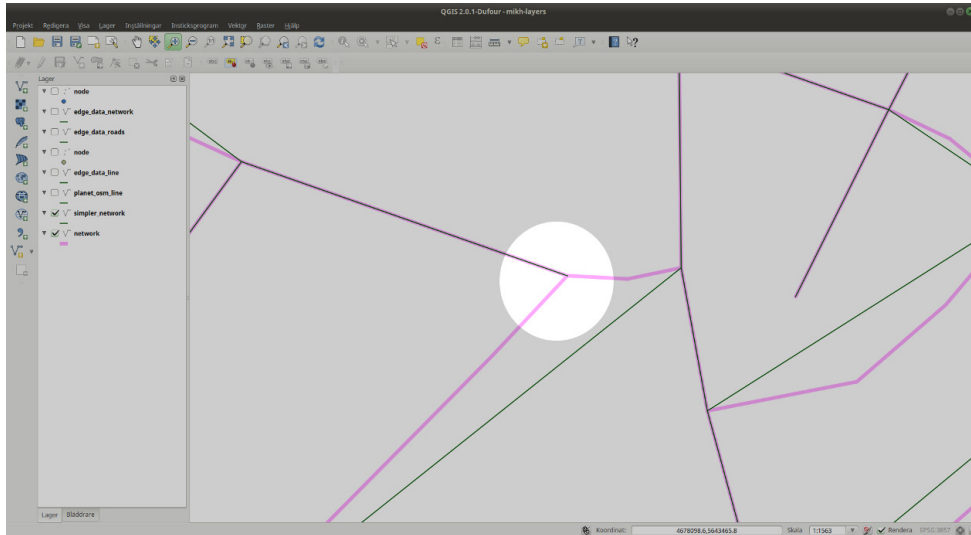 QGIS 2.0.1-Dufour - mikh-layers
Projekt Redigera Visa Lager Inställningar Insticksprogram Vektor Raster Hjälp
Lager
node
edge_data_network
edge_data_roads
node
edge_data_line
planet_osm_line
simpler_network
network
Lager Bläddrare
Koordinat: 4678098.6,5643465.8 Skala 1:1563 Rendera EPSG:3857